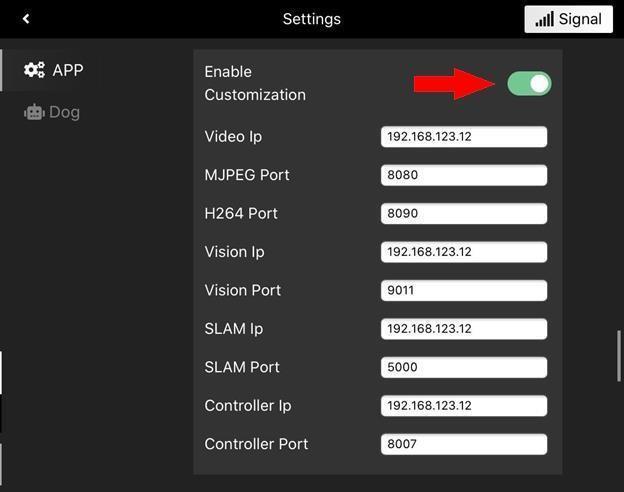 Settings
Signal
APP
Dog
Enable
Customization
Video Ip 192.168.123.12
MJPEG Port 8080
H264 Port 8090
Vision Ip 192.168.123.12
Vision Port 9011
SLAM Ip 192.168.123.12
SLAM Port 5000
Controller Ip 192.168.123.12
Controller Port 8007